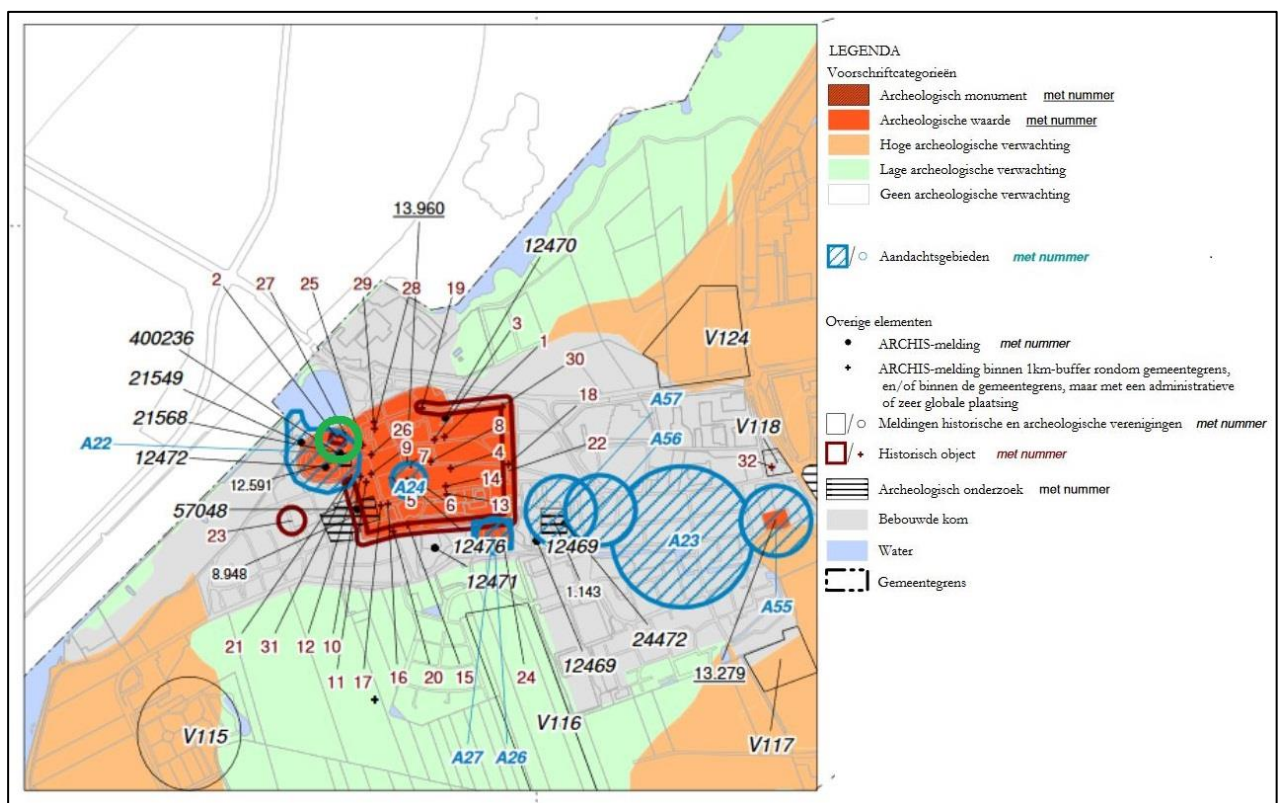 13.960
12470
2
27
25
29
28
19
3
1
400236
30
V124
21549
18
A57
21568
8
A56
V118
A22
26
22
12472
9
7
4
32
12.591
A24
14
57048
5
6
13
23
A23
12476
12469
8.948
12471
1.143
A55
21
31
12
10
24472
11
17
16
20
15
24
12469
13.279
V115
V116
V117
A27
A26
LEGENDA
Voorschriftcategorieën
Archeologisch monument met nummer
Archeologische waarde met nummer
Hoge archeologische verwachting
Lage archeologische verwachting
Geen archeologische verwachting
Aandachtsgebieden met nummer
Overige elementen
ARCHIS-melding met nummer
ARCHIS-melding binnen 1km-buffer rondom gemeentegrens,
en/of binnen de gemeentegrens, maar met een administratieve
of zeer globale plaatsing
Meldingen historische en archeologische verenigingen met nummer
Historisch object met nummer
Archeologisch onderzoek met nummer
Bebouwde kom
Water
Gemeentegrens